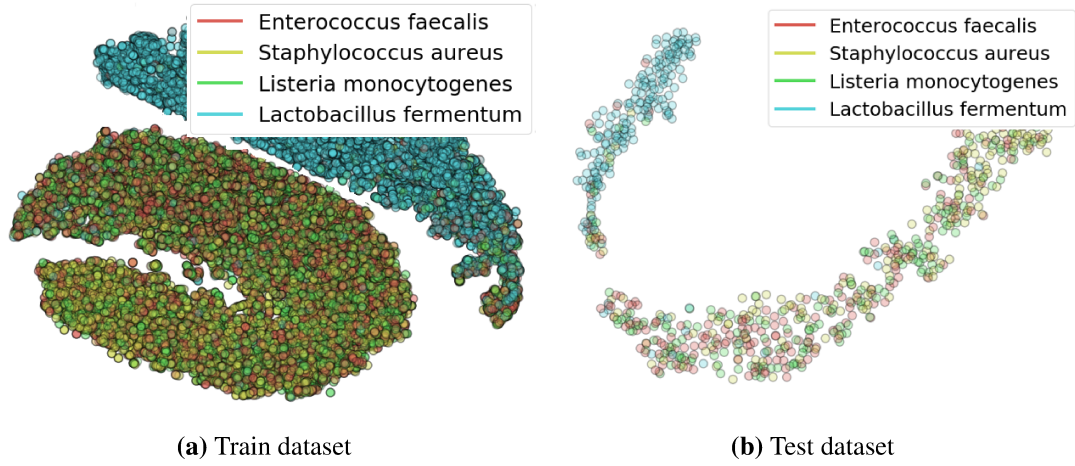 Enterococcus faecalis
Staphylococcus aureus
Listeria monocytogenes
Lactobacillus fermentum
Enterococcus faecalis
Staphylococcus aureus
Listeria monocytogenes
Lactobacillus fermentum
(a) Train dataset
(b) Test dataset